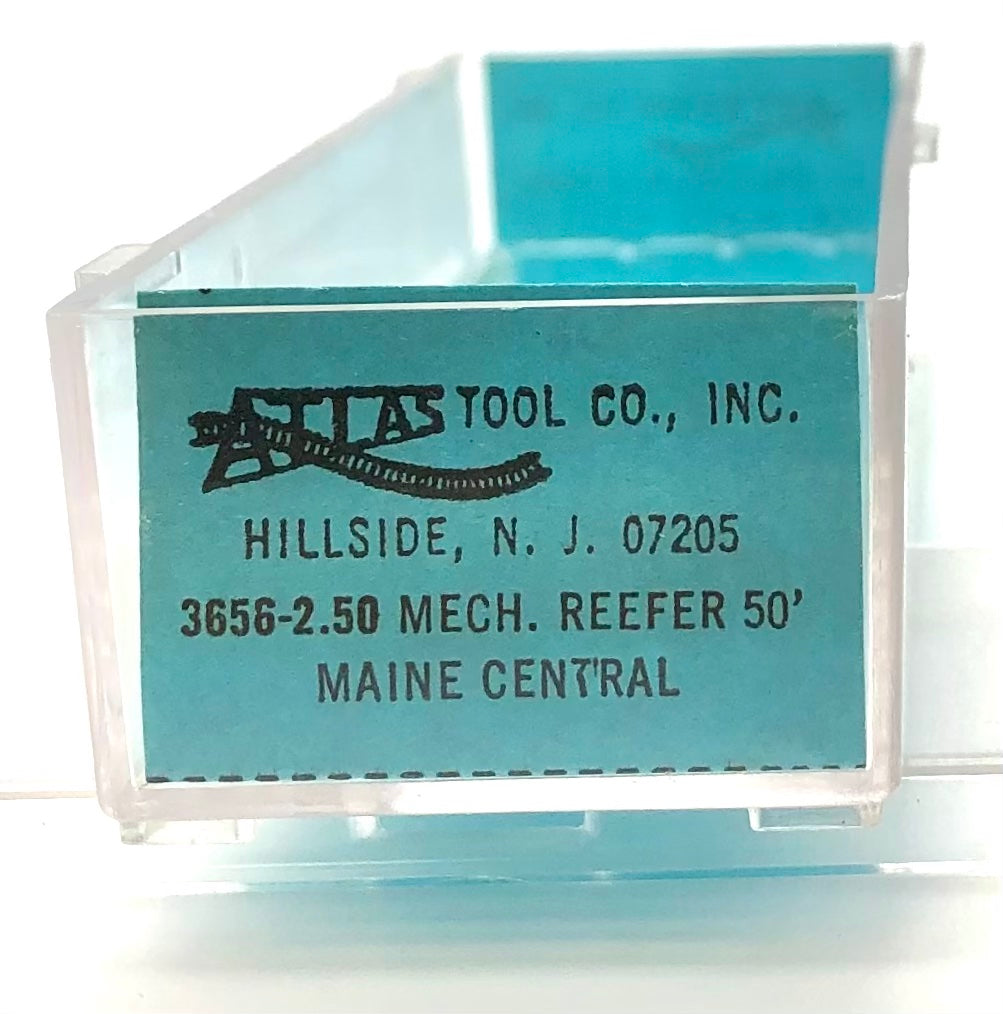 ATLAS TOOL CO., INC.
HILLSIDE, N. J. 07205
3656-2.50 MECH. REEFER 50'
MAINE CENTRAL